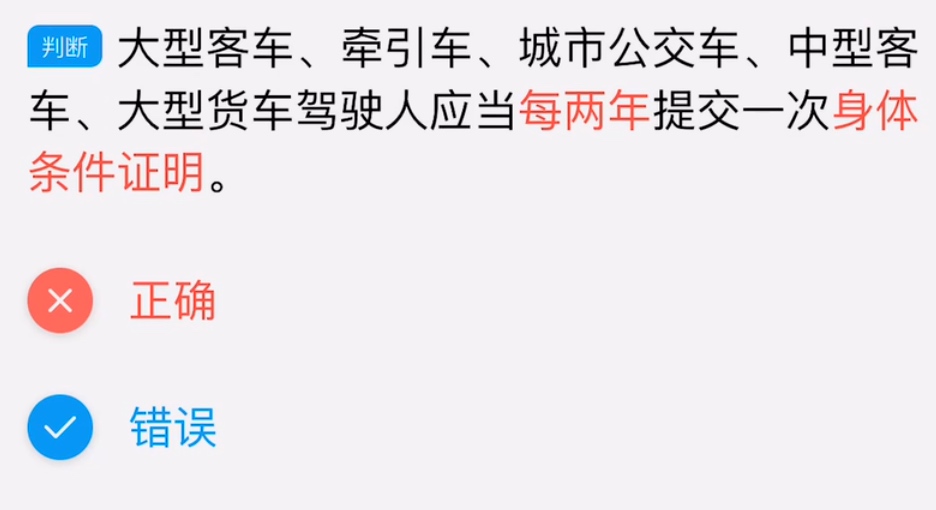 判断 大型客车、牵引车、城市公交车、中型客
车、大型货车驾驶人应当每两年提交一次身体
条件证明。
正确
错误